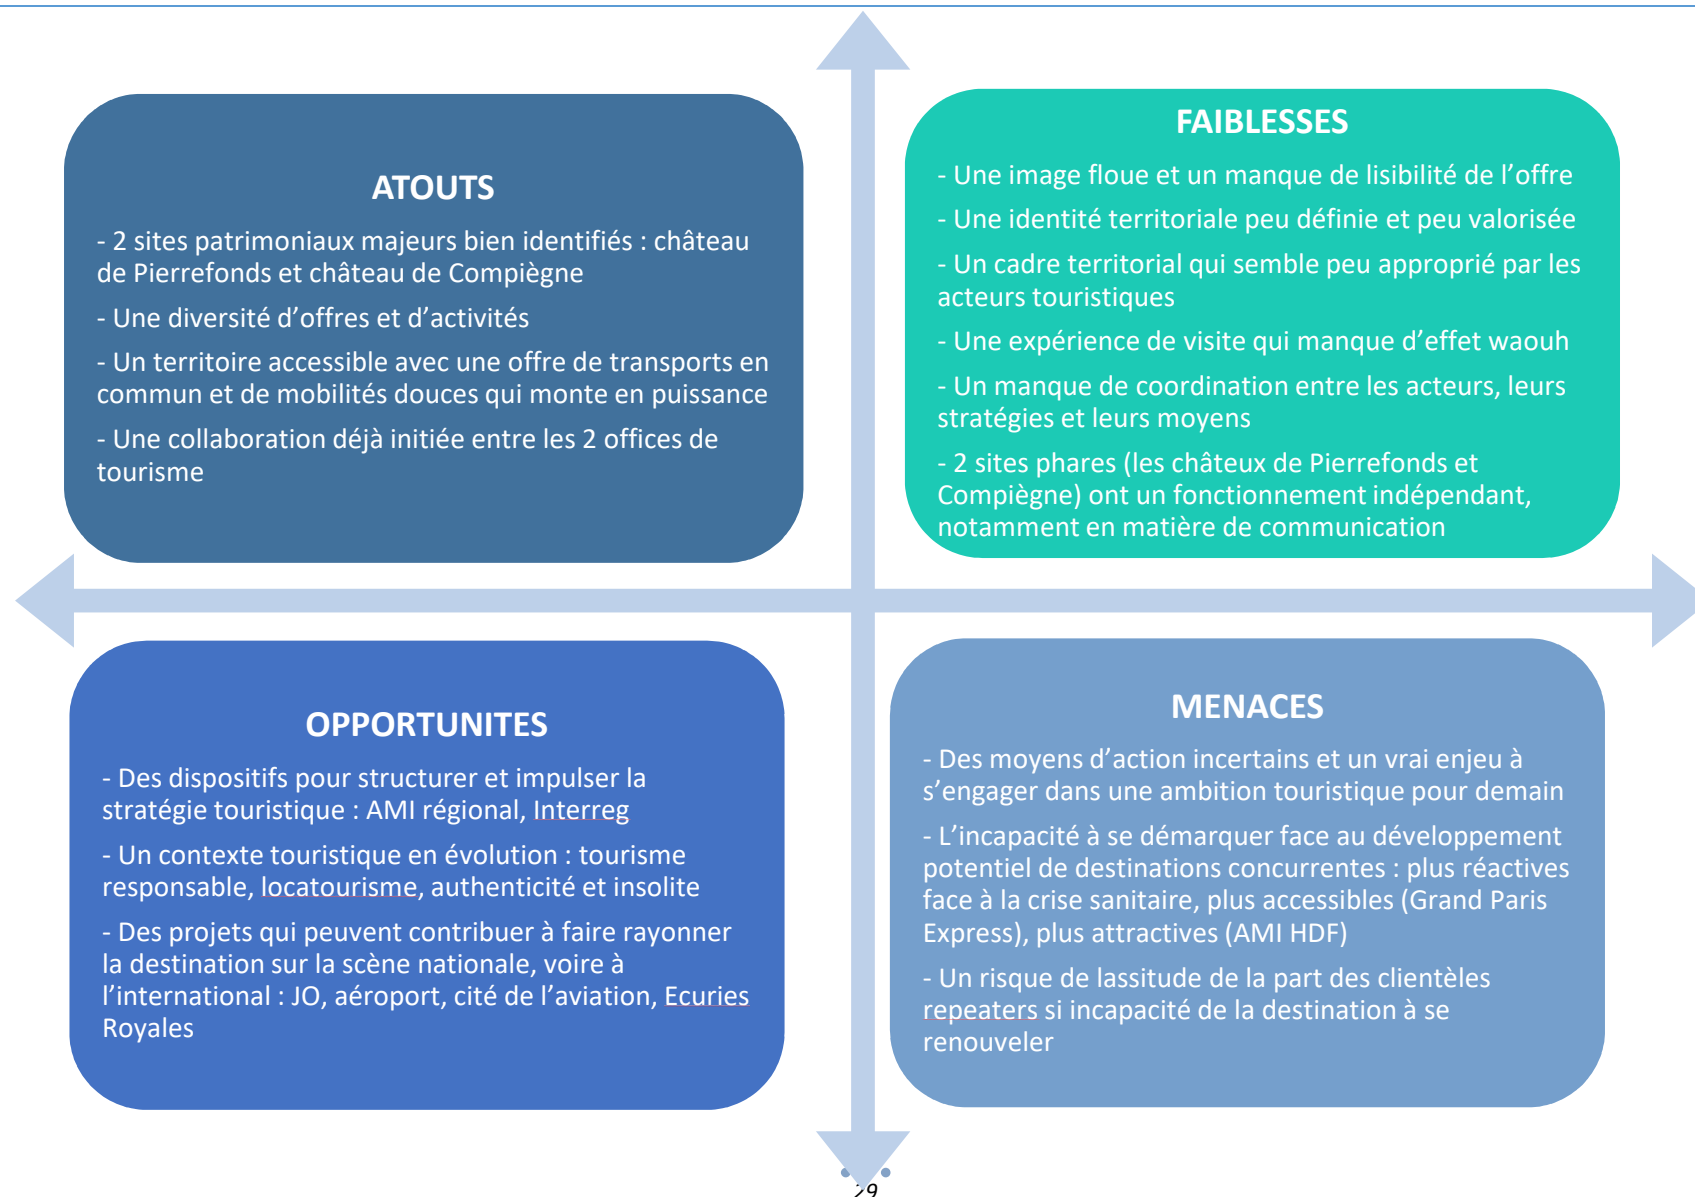 ATOUTS
- 2 sites patrimoniaux majeurs bien identifiés : château
de Pierrefonds et château de Compiègne
- Une diversité d’offres et d’activités
- Un territoire accessible avec une offre de transports en
commun et de mobilités douces qui monte en puissance
- Une collaboration déjà initiée entre les 2 offices de
tourisme
FAIBLESSES
- Une image floue et un manque de lisibilité de l’offre
- Une identité territoriale peu définie et peu valorisée
- Un cadre territorial qui semble peu approprié par les
acteurs touristiques
- Une expérience de visite qui manque d’effet waouh
- Un manque de coordination entre les acteurs, leurs
stratégies et leurs moyens
- 2 sites phares (les châteux de Pierrefonds et
Compiègne) ont un fonctionnement indépendant,
notamment en matière de communication
OPPORTUNITES
- Des dispositifs pour structurer et impulser la
stratégie touristique : AMI régional, Interreg
- Un contexte touristique en évolution : tourisme
responsable, locatourisme, authenticité et insolite
- Des projets qui peuvent contribuer à faire rayonner
la destination sur la scène nationale, voire à
l’international : JO, aéroport, cité de l’aviation, Ecuries
Royales
MENACES
- Des moyens d’action incertains et un vrai enjeu à
s’engager dans une ambition touristique pour demain
- L’incapacité à se démarquer face au développement
potentiel de destinations concurrentes : plus réactives
face à la crise sanitaire, plus accessibles (Grand Paris
Express), plus attractives (AMI HDF)
- Un risque de lassitude de la part des clientèles
repeaters si incapacité de la destination à se
renouveler
29